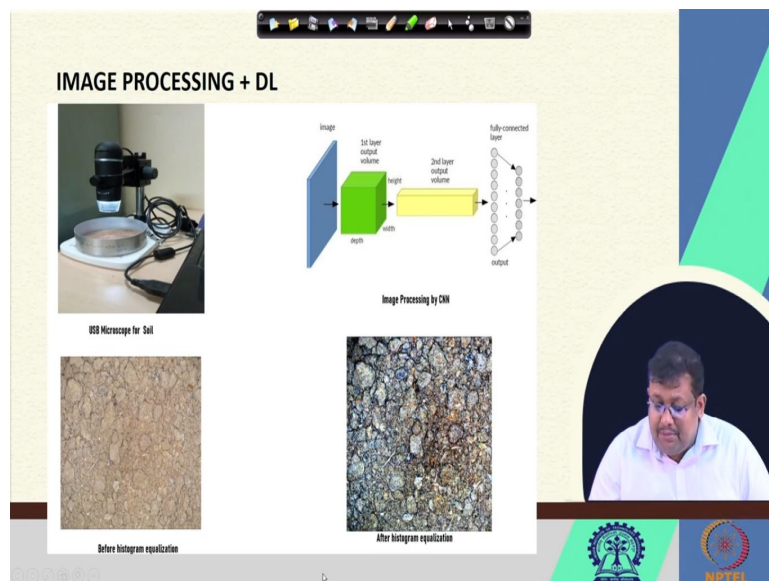 IMAGE PROCESSING + DL
image
1st layer
output
volume
height
depth
width
2nd layer
output
volume
fully-connected
layer
output
Image Processing by CNN
USB Microscope for Soil
Before histogram equalization
After histogram equalization
NPTEL